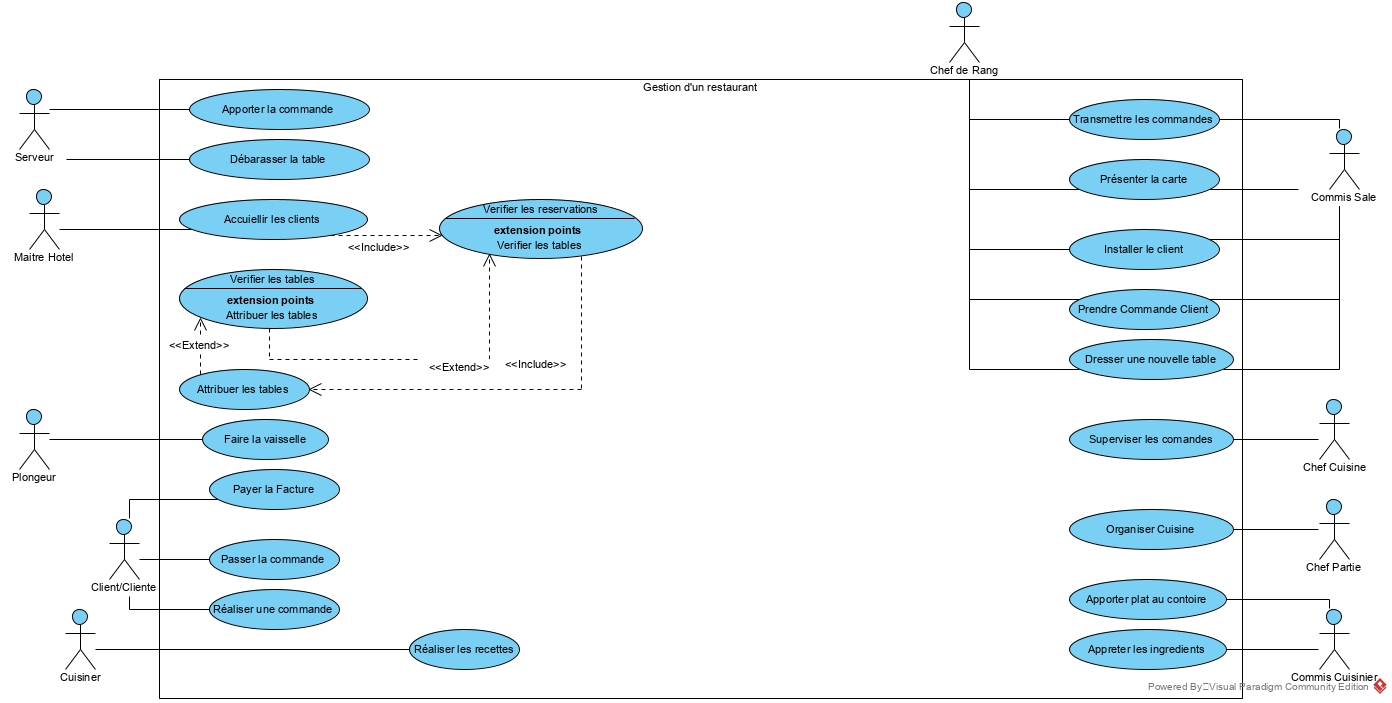 Chef de Rang
Gestion d'un restaurant
Serveur
Apporter la commande
Débarasser la table
Transmettre les commandes
Présenter la carte
Commis Sale
Maitre Hotel
Accuiellir les clients
<<Include>>
Verifier les reservations
extension points
Verifier les tables
Installer le client
Verifier les tables
extension points
Attribuer les tables
Prendre Commande Client
<<Extend>>
<<Extend>>
<<Include>>
Dresser une nouvelle table
Attribuer les tables
Plongeur
Faire la vaisselle
Superviser les comandes
Chef Cuisine
Payer la Facture
Client/Cliente
Passer la commande
Réaliser une commande
Organiser Cuisine
Chef Partie
Cuisiner
Réaliser les recettes
Apporter plat au contoire
Appreter les ingredients
Commis Cuisinier
Powered By Visual Paradigm Community Edition